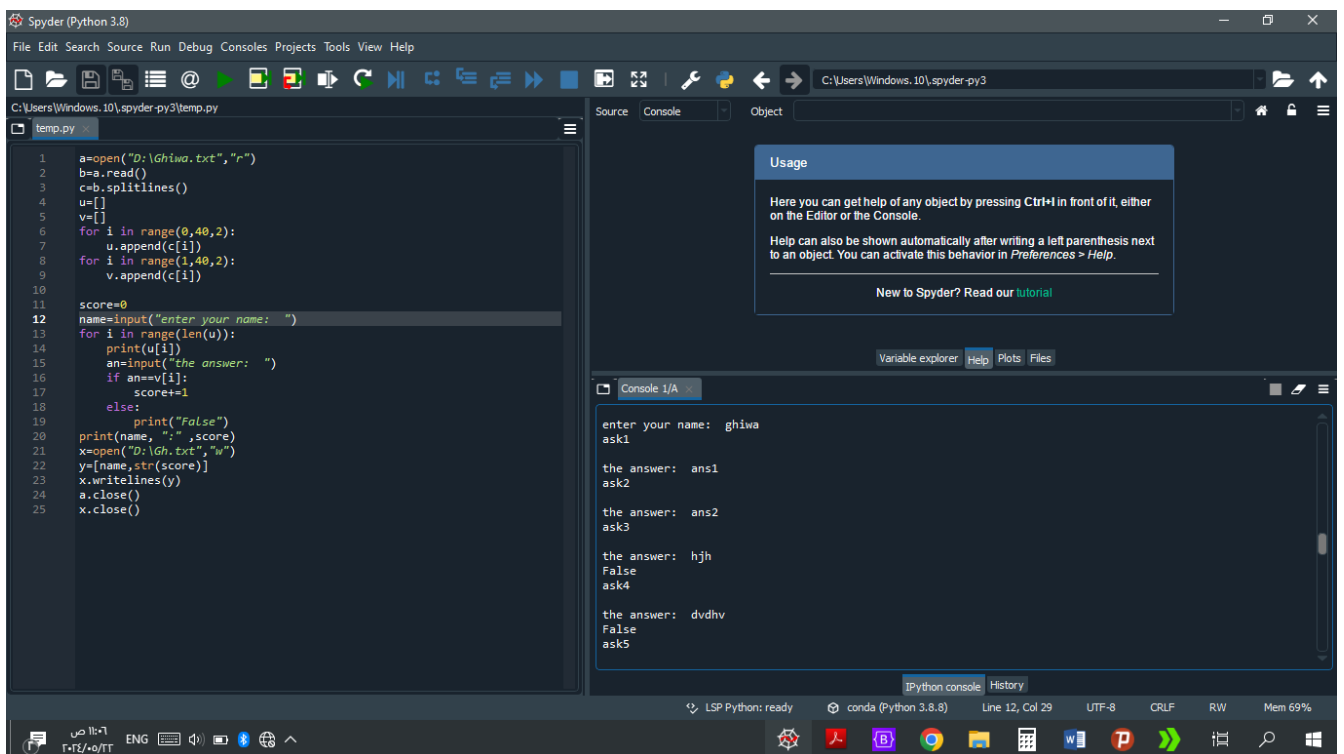 Spyder (Python 3.8)
File Edit Search Source Run Debug Consoles Projects Tools View Help
C:\Users\Windows.10\.spyder-py3
C:\Users\Windows.10\.spyder-py3\temp.py
temp.py
1 a=open("D:\Ghiwa.txt","r")
2 b=a.read()
3 c=b.splitlines()
4 u=[]
5 v=[]
6 for i in range(0,40,2):
7     u.append(c[i])
8 for i in range(1,40,2):
9     v.append(c[i])
10
11 score=0
12 name=input("enter your name:  ")
13 for i in range(len(u)):
14     print(u[i])
15     an=input("the answer:  ")
16     if an==v[i]:
17         score+=1
18     else:
19         print("False")
20 print(name, ":" ,score)
21 x=open("D:\Gh.txt","w")
22 y=[name,str(score)]
23 x.writelines(y)
24 a.close()
25 x.close()
Source Console Object
Usage
Here you can get help of any object by pressing Ctrl+I in front of it, either
on the Editor or the Console.
Help can also be shown automatically after writing a left parenthesis next
to an object. You can activate this behavior in Preferences > Help.
New to Spyder? Read our tutorial
Variable explorer Help Plots Files
Console 1/A
enter your name:  ghiwa
ask1
the answer:  ans1
ask2
the answer:  ans2
ask3
the answer:  hjh
False
ask4
the answer:  dvdhv
False
ask5
IPython console History
LSP Python: ready conda (Python 3.8.8) Line 12, Col 29 UTF-8 CRLF RW Mem 69%
١١:٠٦ ص
٢٠٢٤/٠٥/٢٢
ENG